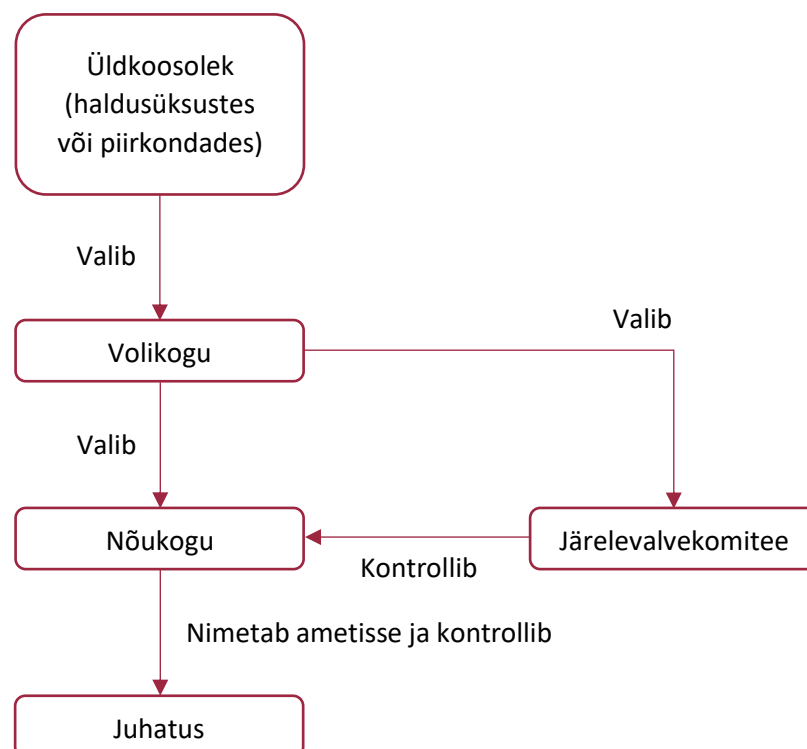 Üldkoosolek
(haldusüksustes
või piirkondades)
Valib
Valib
Volikogu
Valib
Nõukogu
Järelevalvekomitee
Kontrollib
Nimetab ametisse ja kontrollib
Juhatus